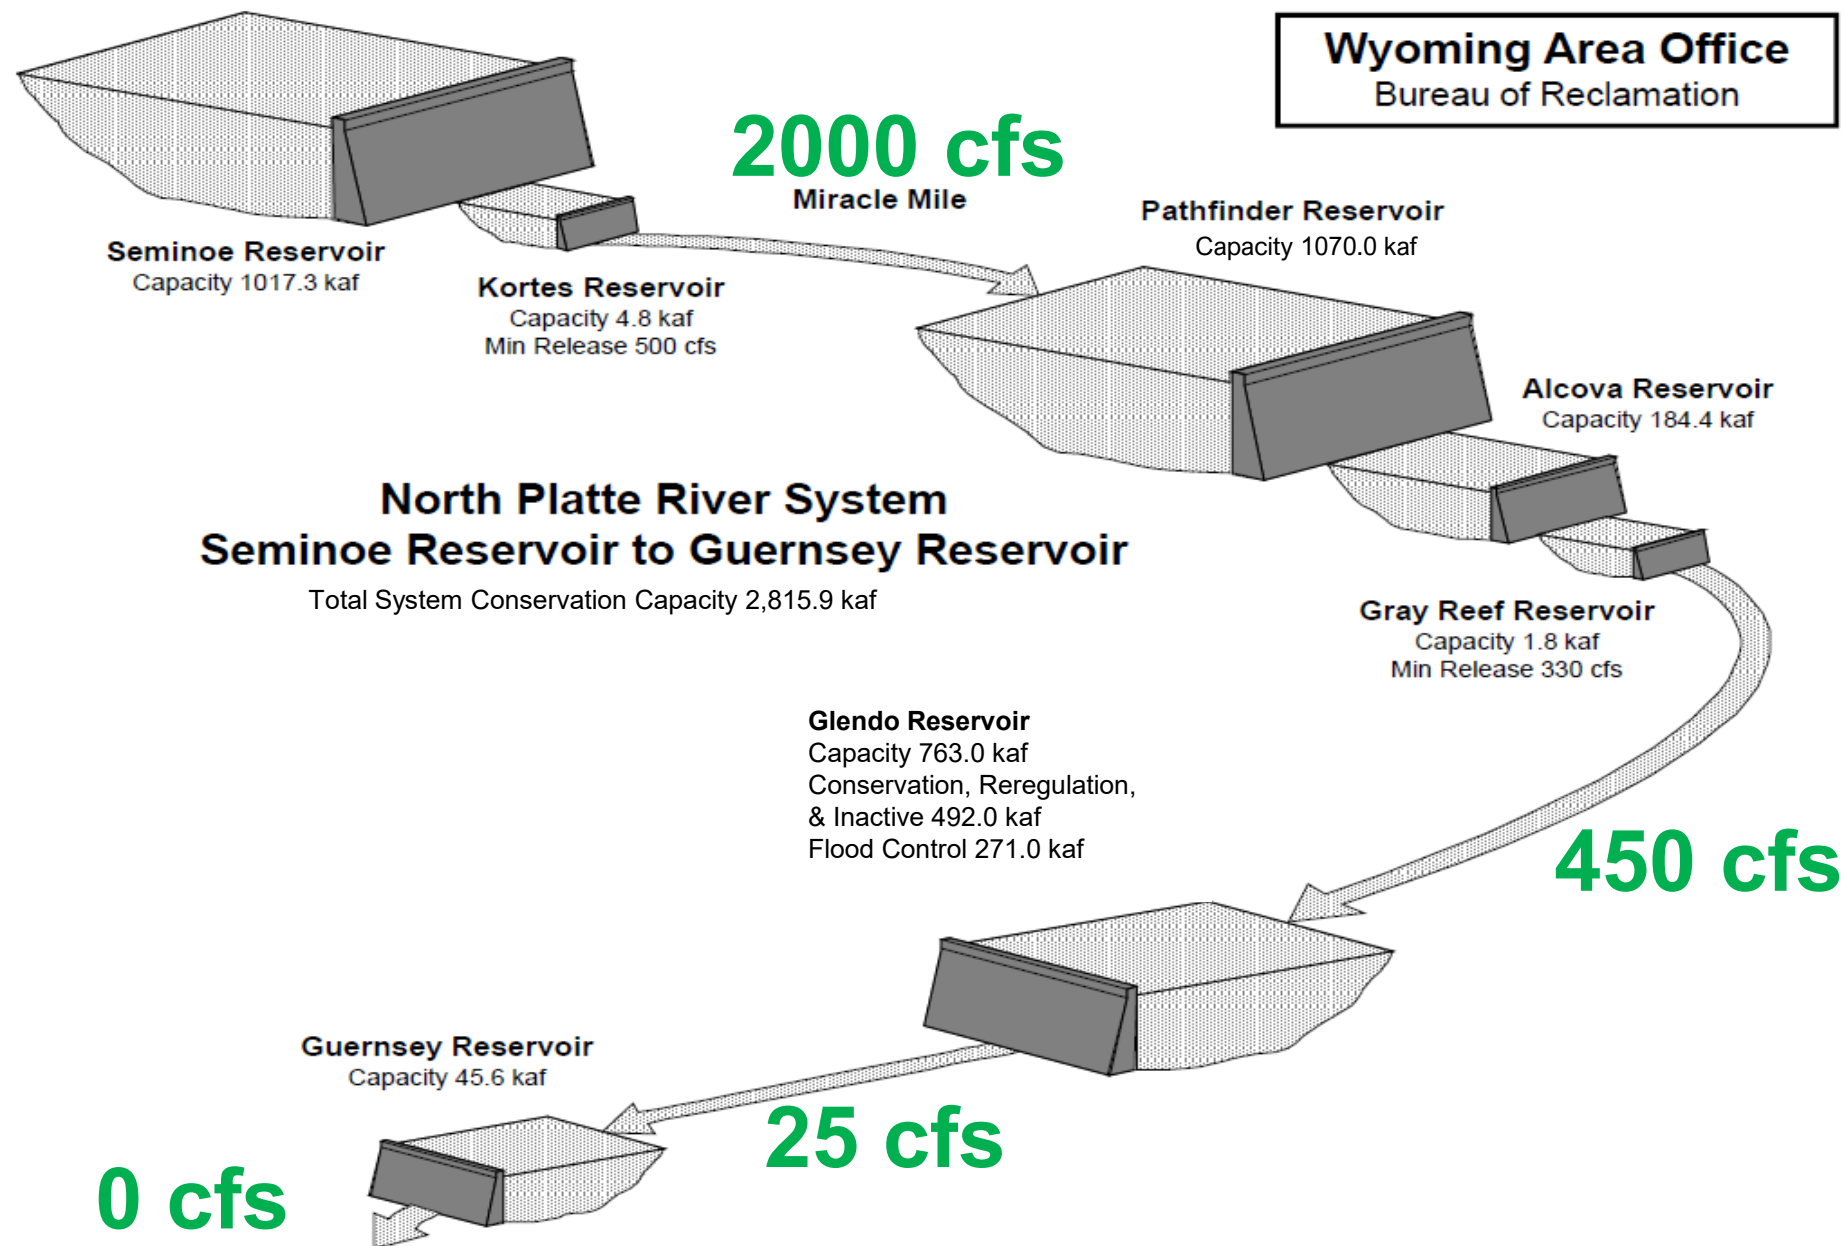 Wyoming Area Office
Bureau of Reclamation
2000 cfs
Miracle Mile
Seminoe Reservoir
Capacity 1017.3 kaf
Kortes Reservoir
Capacity 4.8 kaf
Min Release 500 cfs
Pathfinder Reservoir
Capacity 1070.0 kaf
Alcova Reservoir
Capacity 184.4 kaf
North Platte River System
Seminoe Reservoir to Guernsey Reservoir
Total System Conservation Capacity 2,815.9 kaf
Gray Reef Reservoir
Capacity 1.8 kaf
Min Release 330 cfs
Glendo Reservoir
Capacity 763.0 kaf
Conservation, Reregulation,
& Inactive 492.0 kaf
Flood Control 271.0 kaf
450 cfs
Guernsey Reservoir
Capacity 45.6 kaf
25 cfs
0 cfs